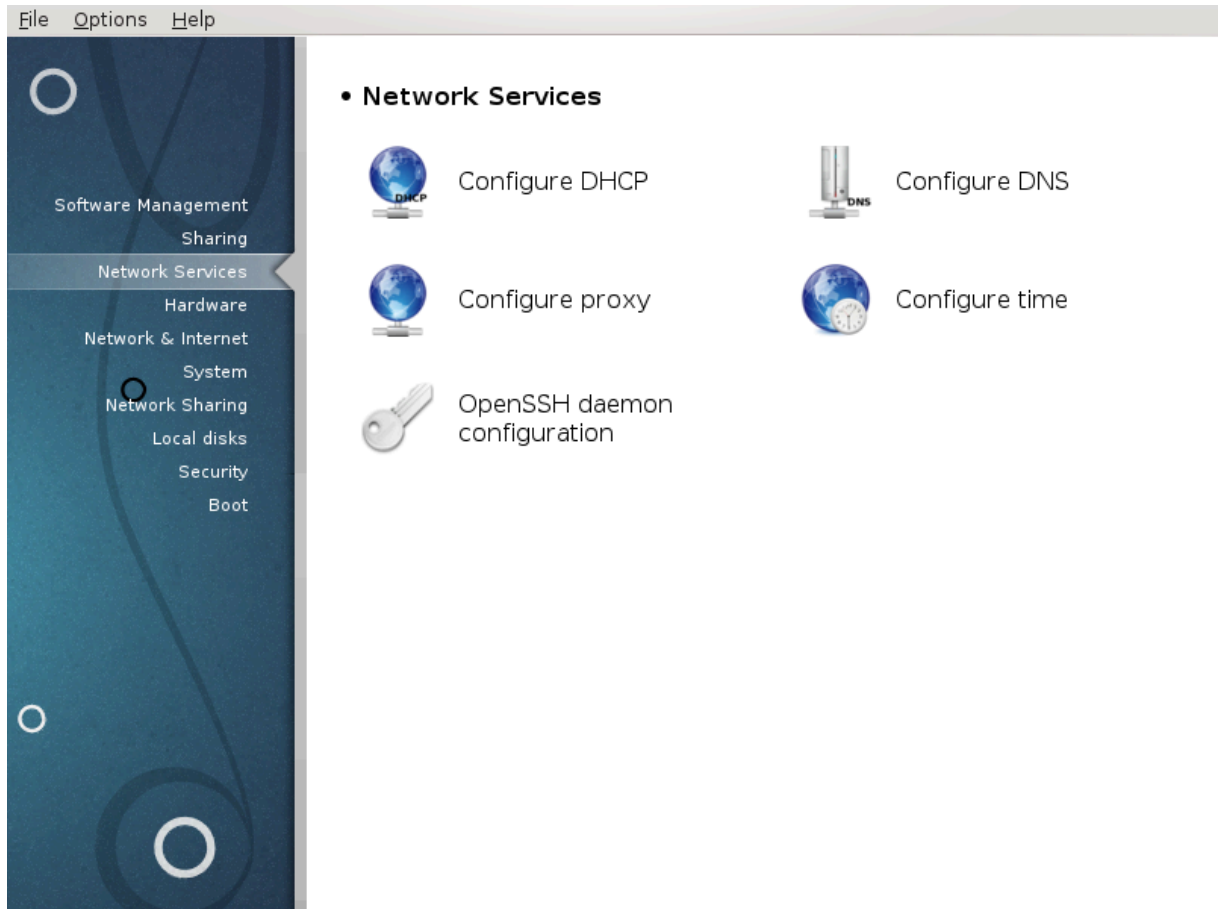 File Options Help
Software Management
Sharing
Network Services
Hardware
Network & Internet
System
Network Sharing
Local disks
Security
Boot
• Network Services
DHCP
Configure DHCP
DNS
Configure DNS
Configure proxy
Configure time
OpenSSH daemon
configuration